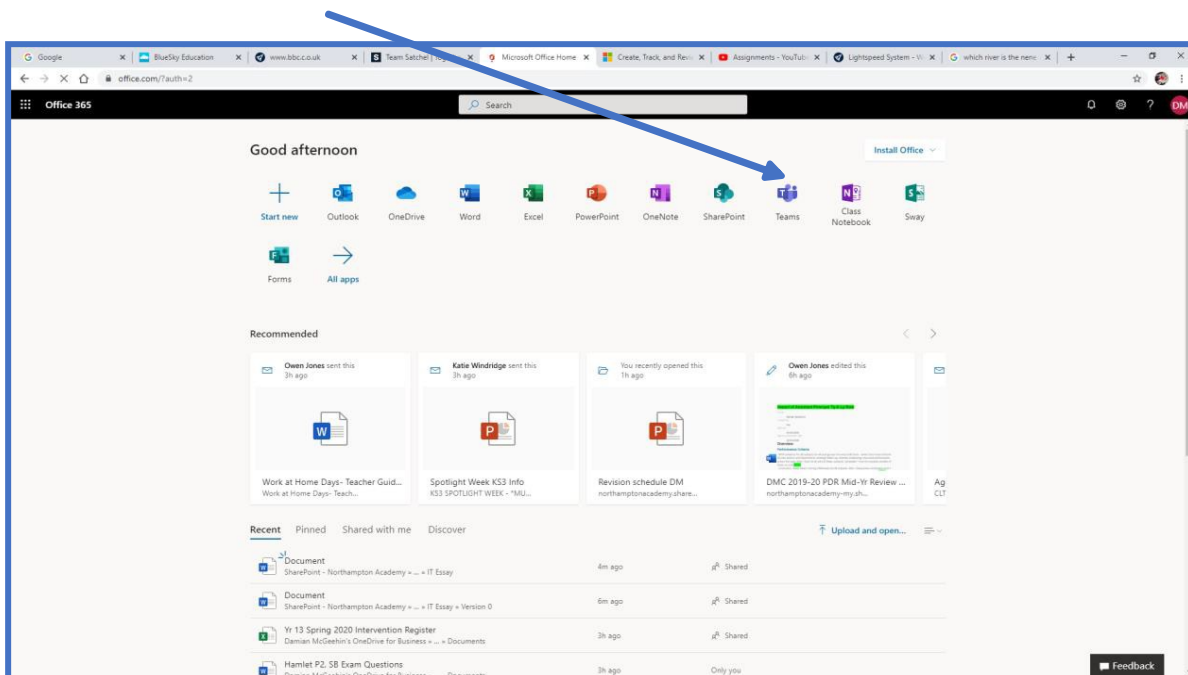 Google BlueSky Education www.bbc.co.uk Team Satchel Microsoft Office Home Create, Track, and Assignments - YouTub Lightspeed System - which river is the nene
office.com/?auth=2
Office 365 Search DM
Good afternoon Install Office
Start new Outlook OneDrive Word Excel PowerPoint OneNote SharePoint Teams Class Sway
Notebook
Forms All apps
Recommended
Owen Jones sent this Katie Windridge sent this You recently opened this Owen Jones edited this
3h ago 3h ago 1h ago 6h ago
Work at Home Days- Teacher Guid... Spotlight Week KS3 Info Revision schedule DM DMC 2019-20 PDR Mid-Yr Review ... Ag
Work at Home Days- Teach... KS3 SPOTLIGHT WEEK - "MU... northamptonacademy.share... northamptonacademy-my.sh... CLT
Recent Pinned Shared with me Discover Upload and open...
Document
4m ago Shared
SharePoint - Northampton Academy » ... » IT Essay
Document
6m ago Shared
SharePoint - Northampton Academy » ... » IT Essay » Version 0
Yr 13 Spring 2020 Intervention Register
3h ago Shared
Damian McGeehin's OneDrive for Business » ... » Documents
Hamlet P2. SB Exam Questions
3h ago Only you
Feedback